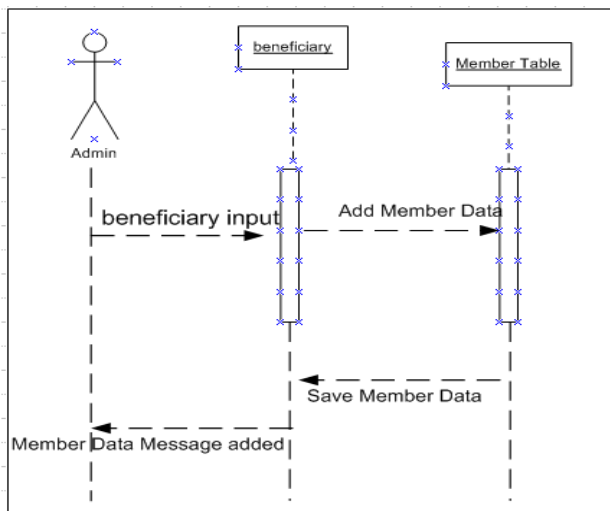 beneficiary
Member Table
Admin
beneficiary input
Add Member Data
Save Member Data
Member Data Message added